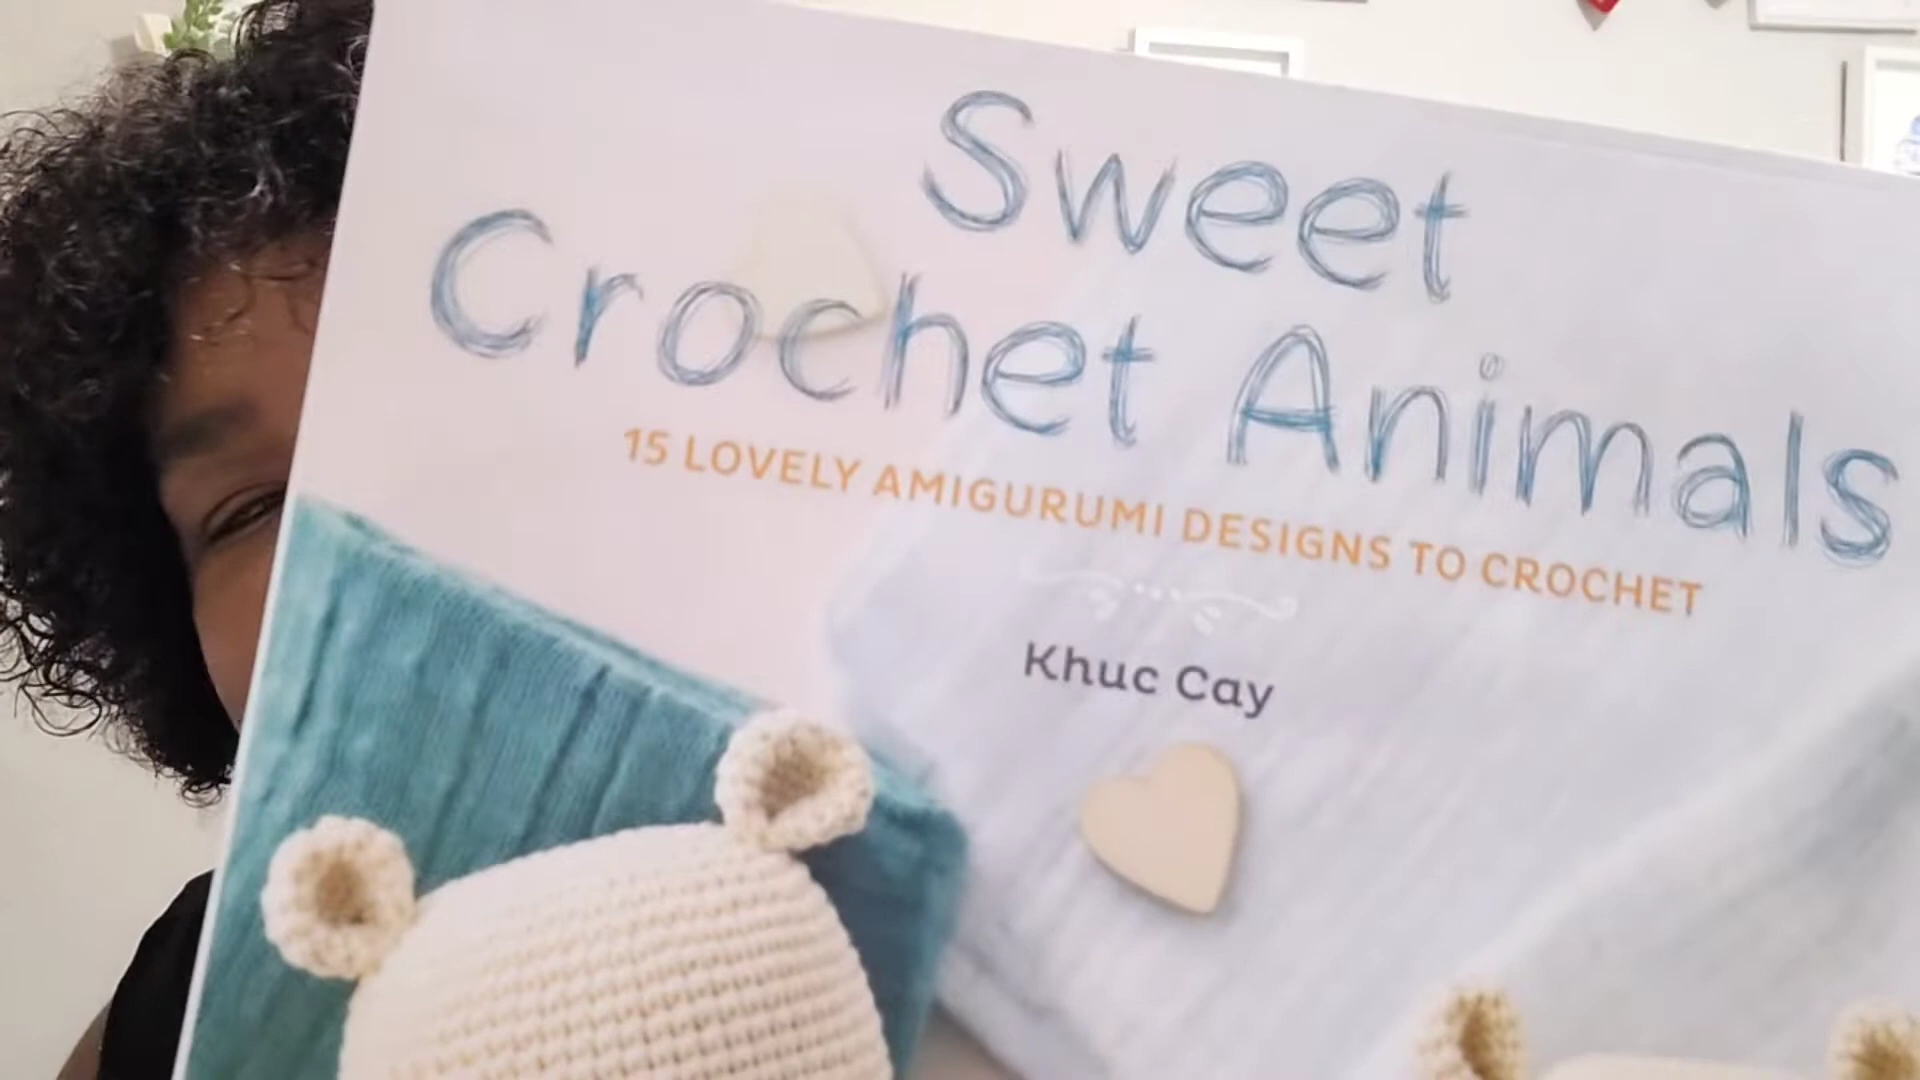 Sweet
Crochet Animals
15 LOVELY AMIGURUMI DESIGNS TO CROCHET
Khuc Cay